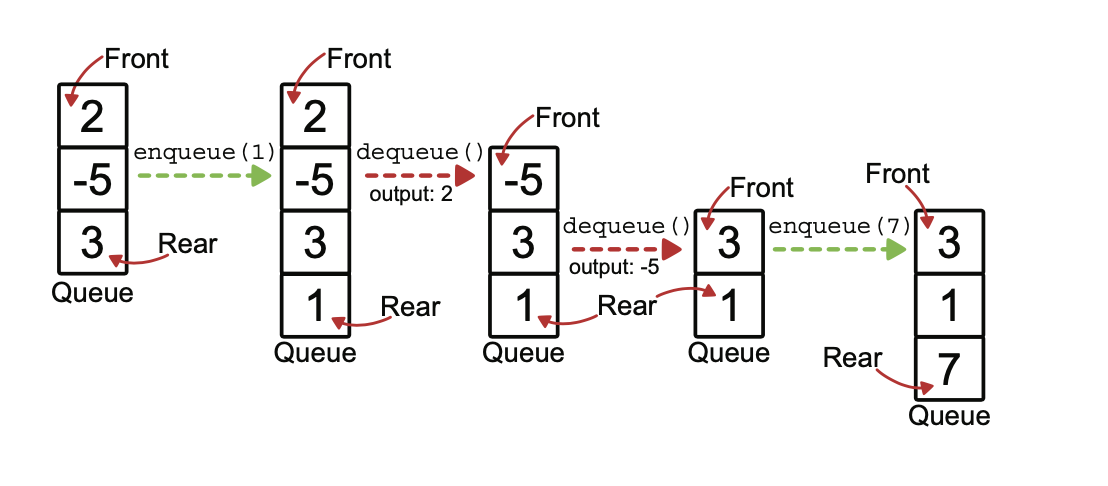 Front
2
-5
3
Rear
Queue
enqueue(1)
Front
2
-5
3
1
Rear
Queue
dequeue()
output: 2
Front
-5
3
1
Rear
Queue
dequeue()
output: -5
Front
3
1
Queue
enqueue(7)
Front
3
1
7
Rear
Queue